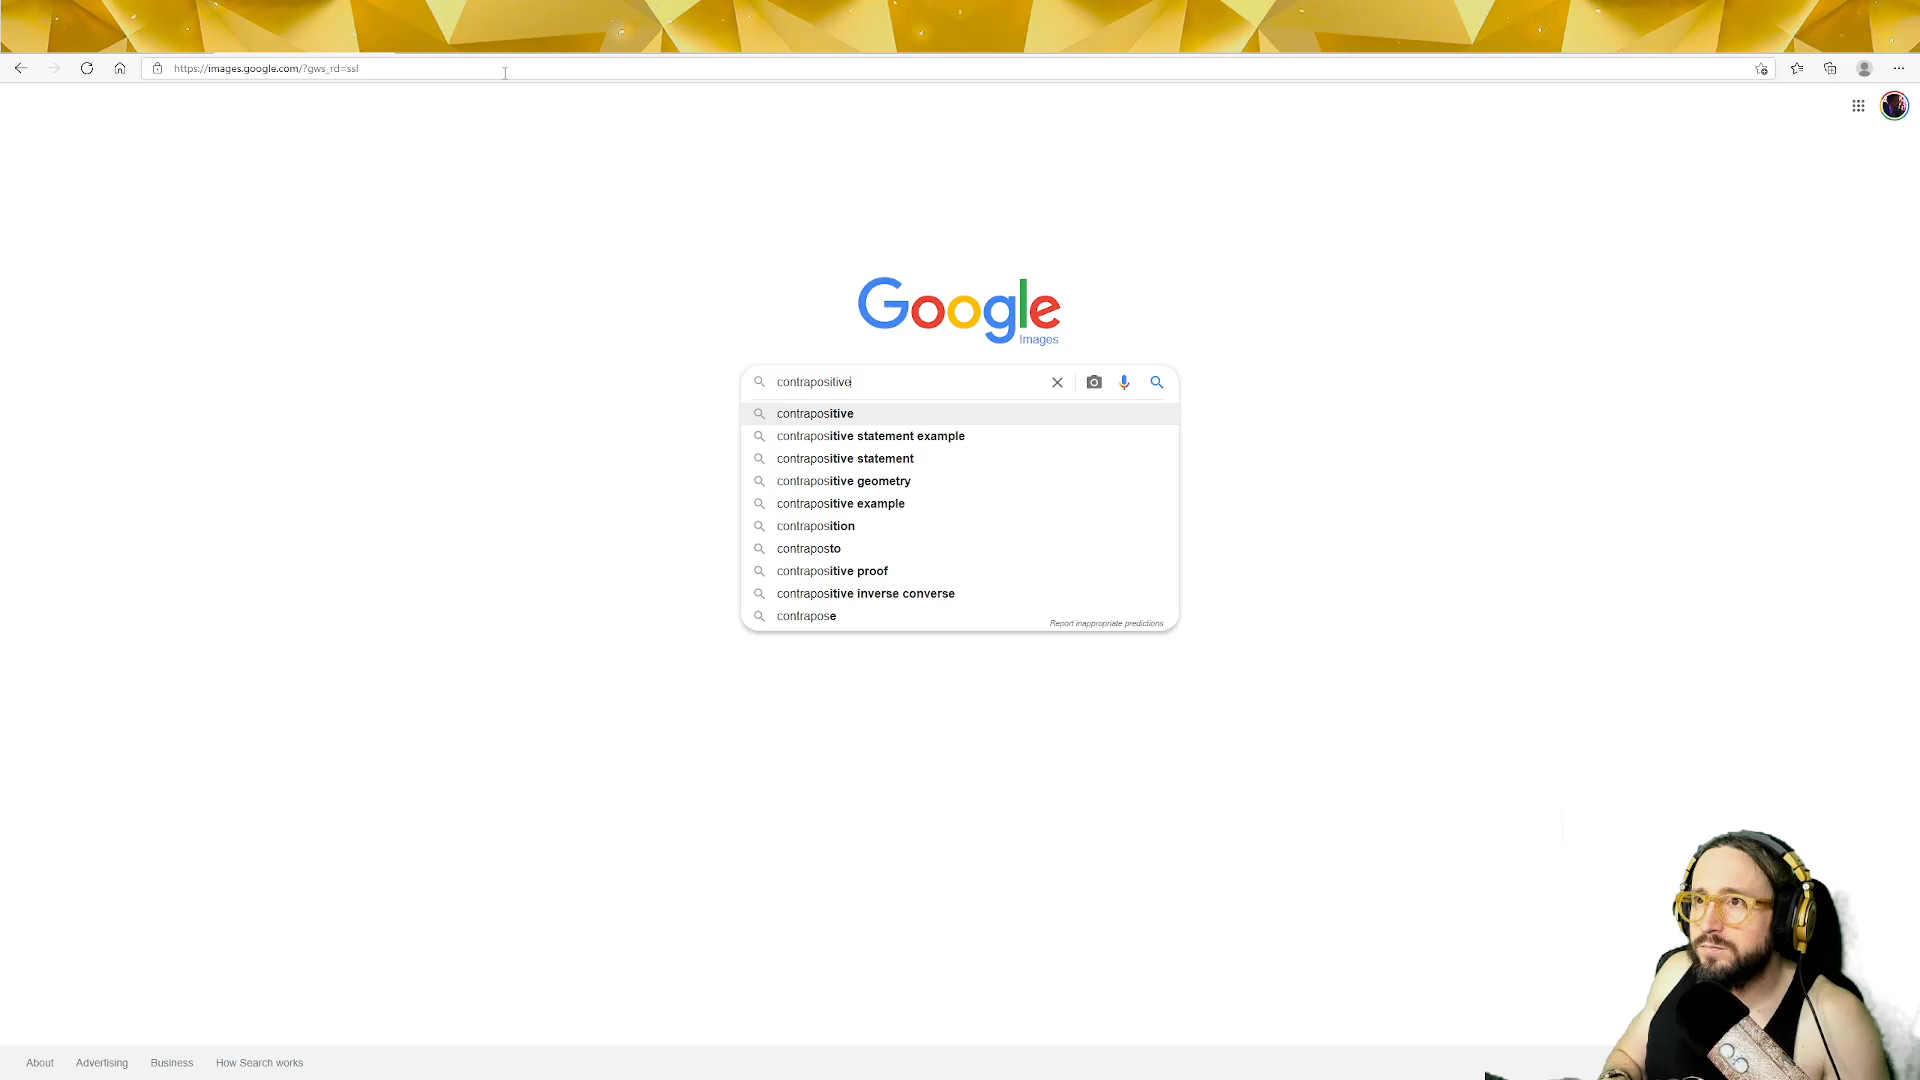 https://images.google.com/?gws_rd=ssl
Google
Images
contrapositive
contrapositive
contrapositive statement example
contrapositive statement
contrapositive geometry
contrapositive example
contraposition
contraposto
contrapositive proof
contrapositive inverse converse
contrapose
Report inappropriate predictions
About Advertising Business How Search works